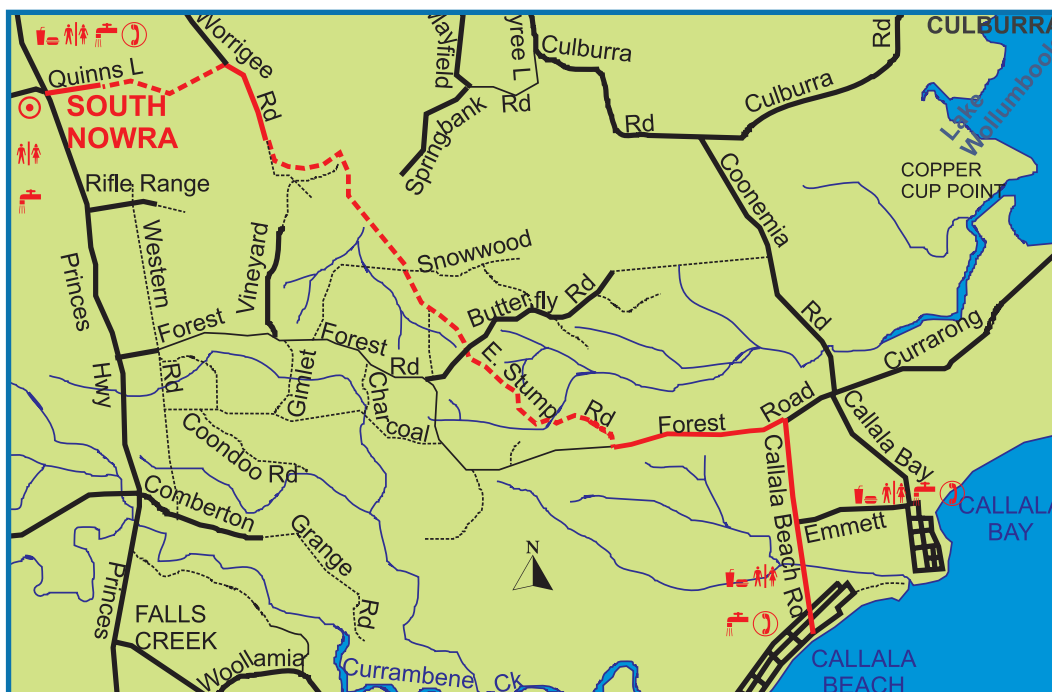 Worrigee
Rd
Quinns L
SOUTH
NOWRA
Mayfield
Rd
Springbank
yree L
Culburra
Rd
Culburra
Rd
CULBURRA
Lake
Wollumboola
COPPER
CUP POINT
Coonemia
Rd
Rifle Range
Western
Rd
Princes
Hwy
Vineyard
Snowwood
Butterfly Rd
Forest
Forest
Rd
Gimlet
Charcoal
E. Stump
Rd
Forest
Road
Currarong
Callala Bay
Coondoo Rd
Comberton
Grange
Rd
Callala Beach Rd
Emmett
CALLALA
BAY
N
Princes
FALLS
CREEK
Woollamia
Currambene Ck
CALLALA
BEACH